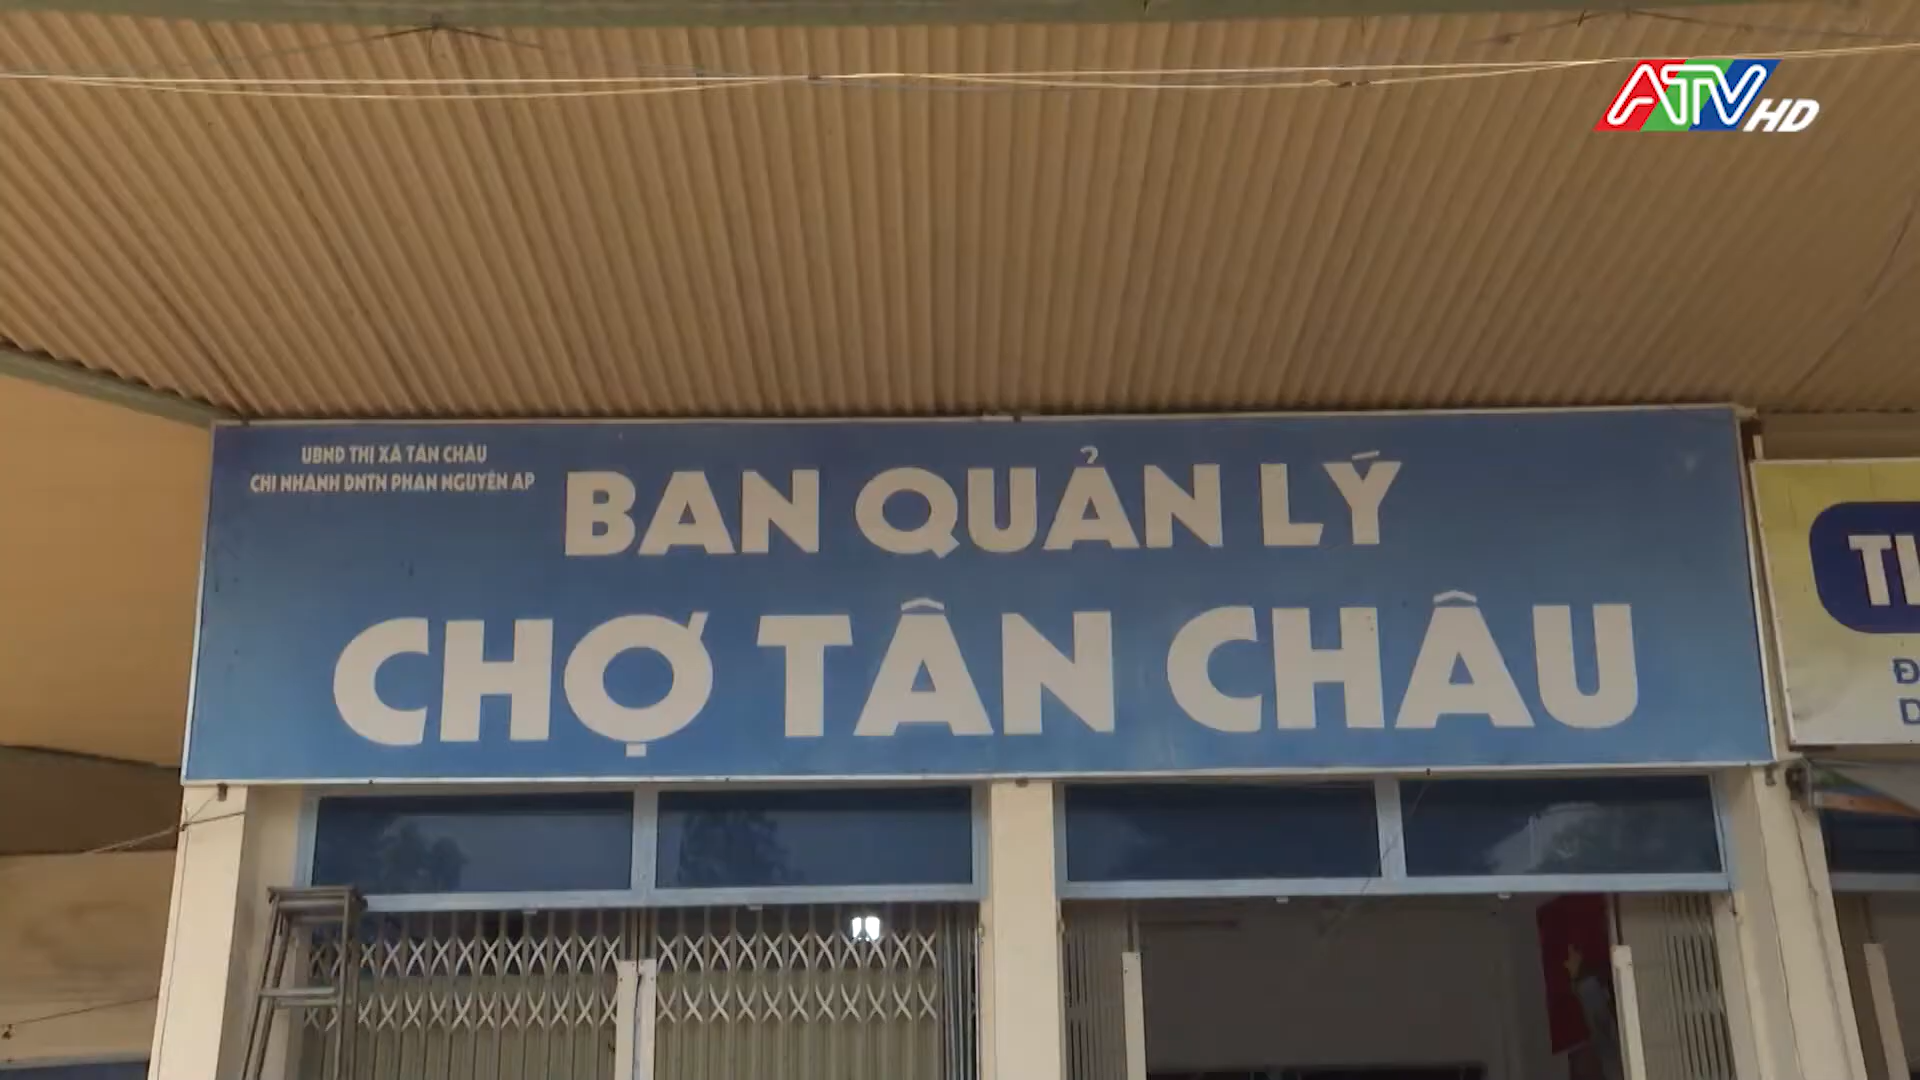 ATV HD
UBND THỊ XÃ TÂN CHÂU
CHI NHÁNH DNTN PHAN NGUYÊN AP
BAN QUẢN LÝ
CHỢ TÂN CHÂU